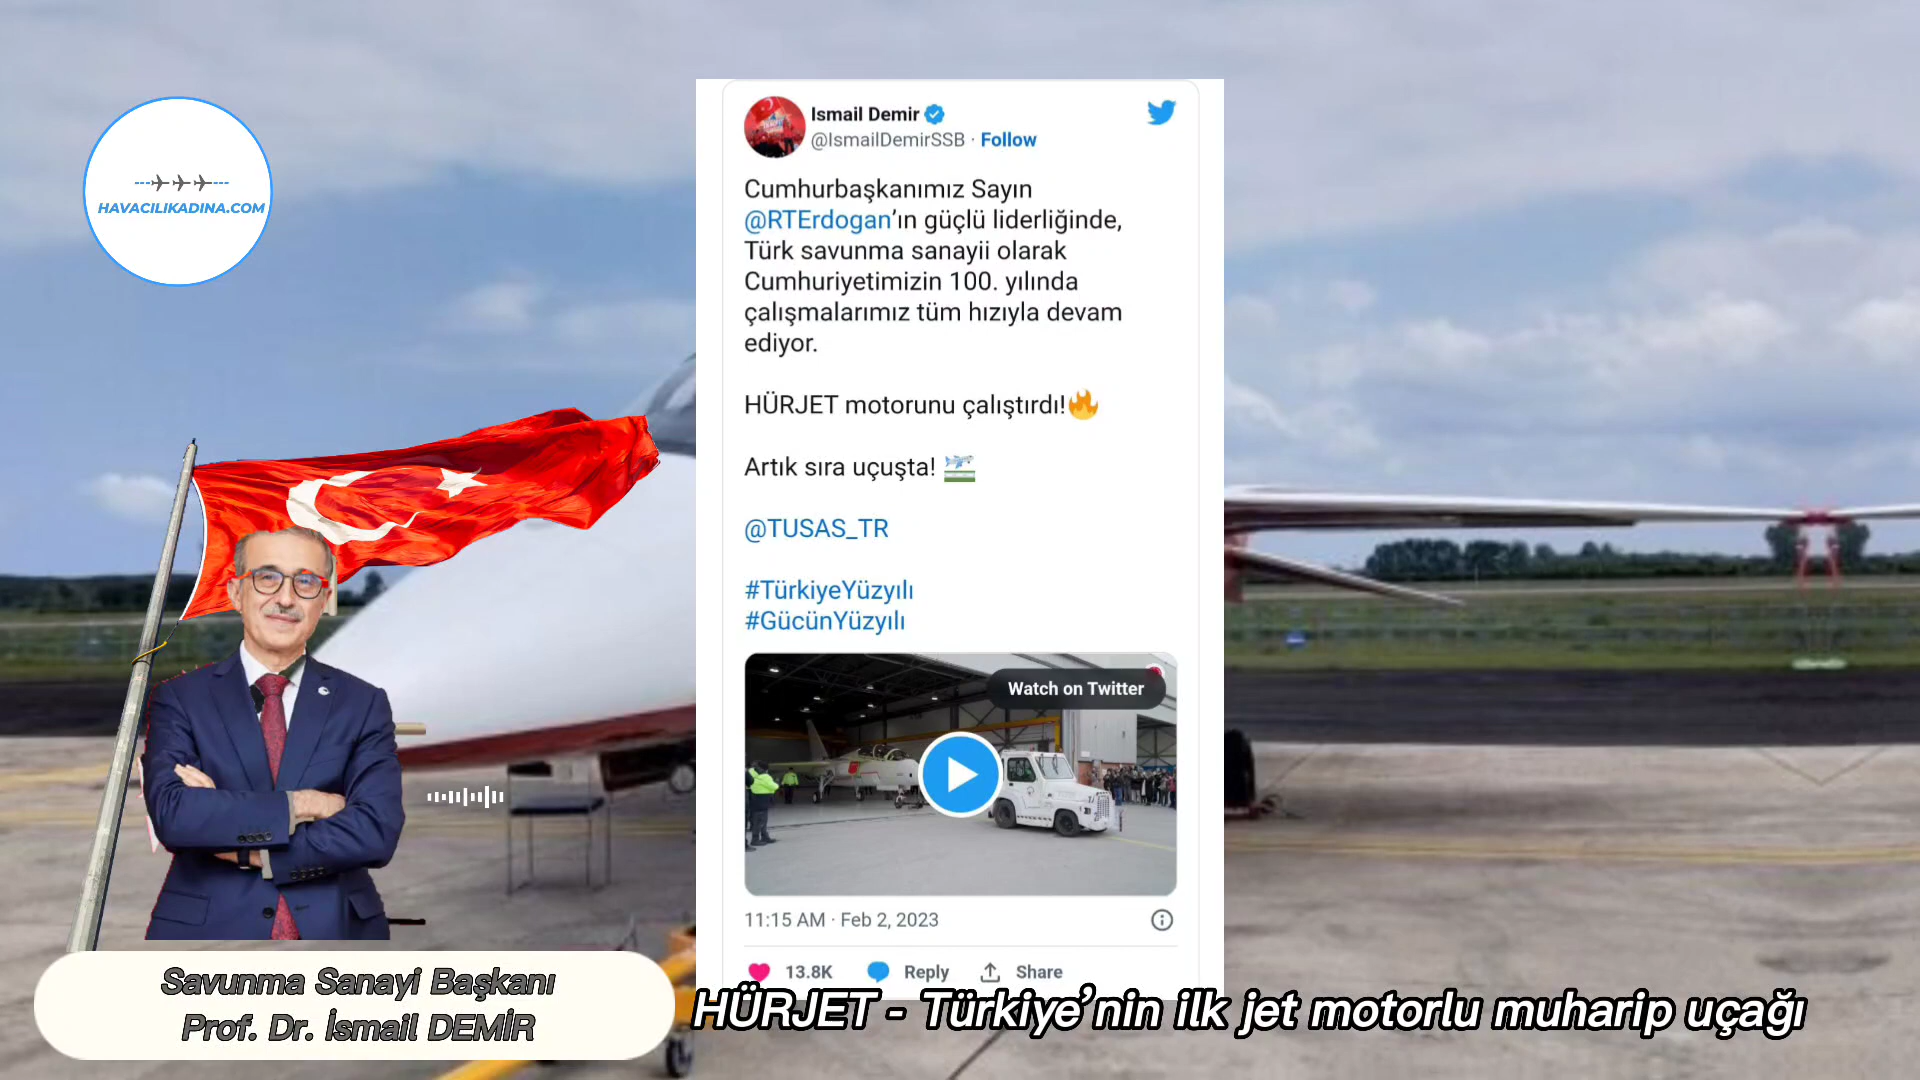 HAVACILIKADINA.COM
Ismail Demir
@IsmailDemirSSB · Follow
Cumhurbaşkanımız Sayın
@RTErdogan’ın güçlü liderliğinde,
Türk savunma sanayii olarak
Cumhuriyetimizin 100. yılında
çalışmalarımız tüm hızıyla devam
ediyor.
HÜRJET motorunu çalıştırdı!🔥
Artık sıra uçuşta!
@TUSAS_TR
#TürkiyeYüzyılı
#GücünYüzyılı
Watch on Twitter
11:15 AM · Feb 2, 2023
13.8K Reply Share
Savunma Sanayi Başkanı
Prof. Dr. İsmail DEMİR
HÜRJET - Türkiye’nin ilk jet motorlu muharip uçağı